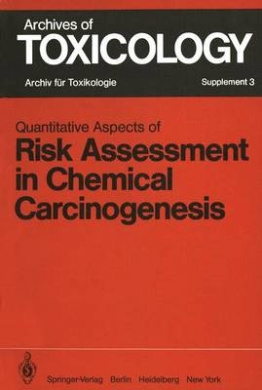 Archives of
TOXICOLOGY
Archiv für Toxikologie Supplement 3
Quantitative Aspects of
Risk Assessment
in Chemical
Carcinogenesis
Springer-Verlag Berlin Heidelberg New York